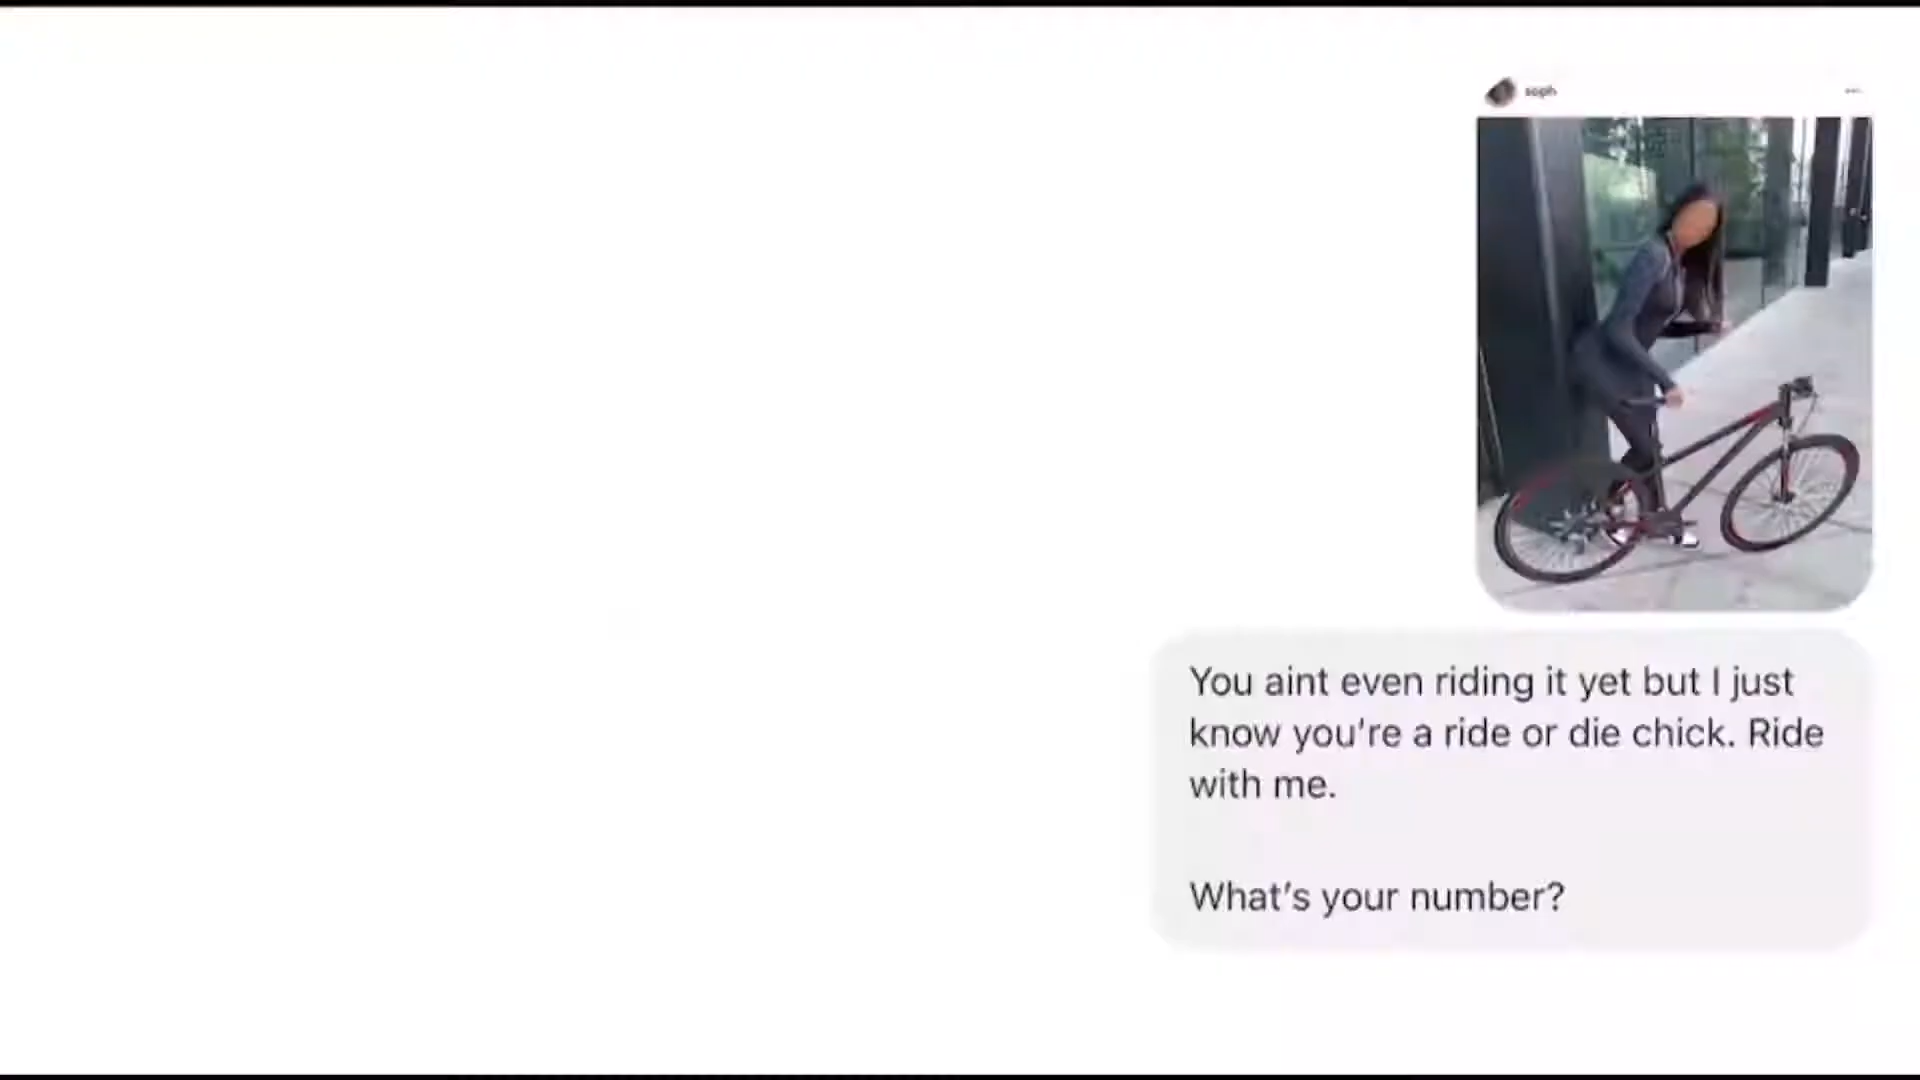 soph
You aint even riding it yet but I just
know you're a ride or die chick. Ride
with me.
What's your number?